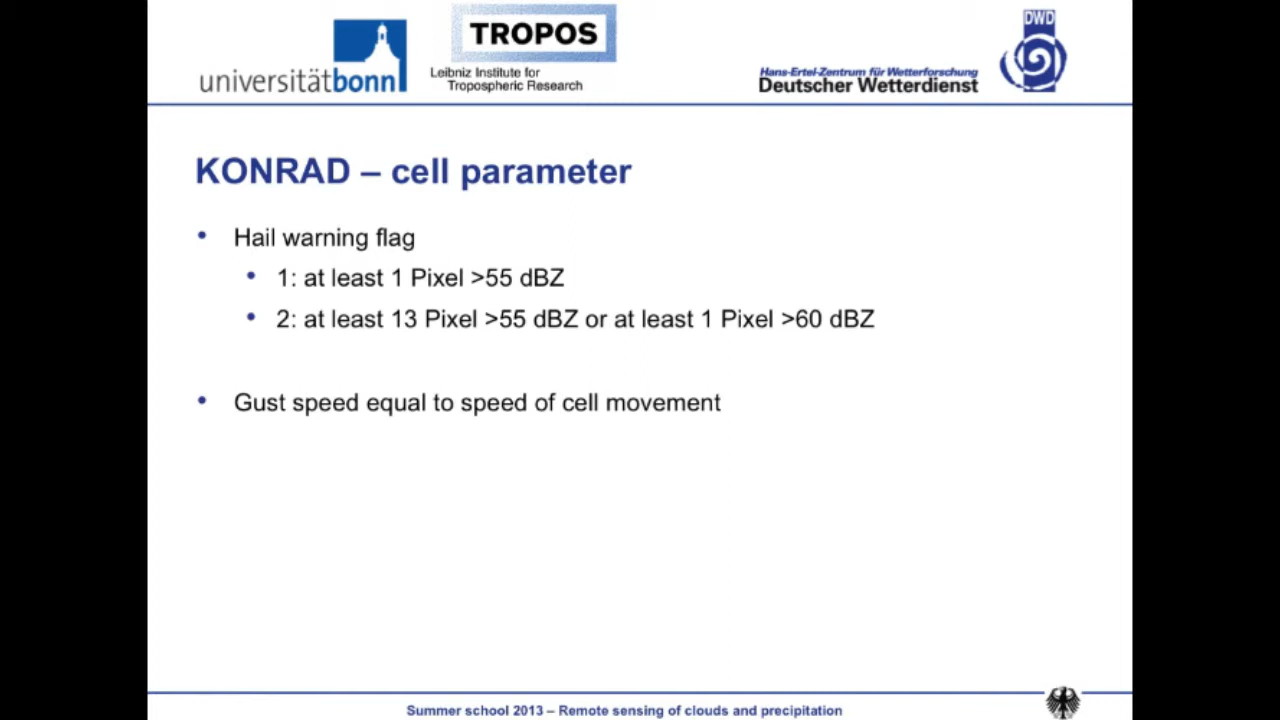 universitätbonn
TROPOS
Leibniz Institute for
Tropospheric Research
Hans-Ertel-Zentrum für Wetterforschung
Deutscher Wetterdienst
DWD
KONRAD – cell parameter
• Hail warning flag
• 1: at least 1 Pixel >55 dBZ
• 2: at least 13 Pixel >55 dBZ or at least 1 Pixel >60 dBZ
• Gust speed equal to speed of cell movement
Summer school 2013 – Remote sensing of clouds and precipitation